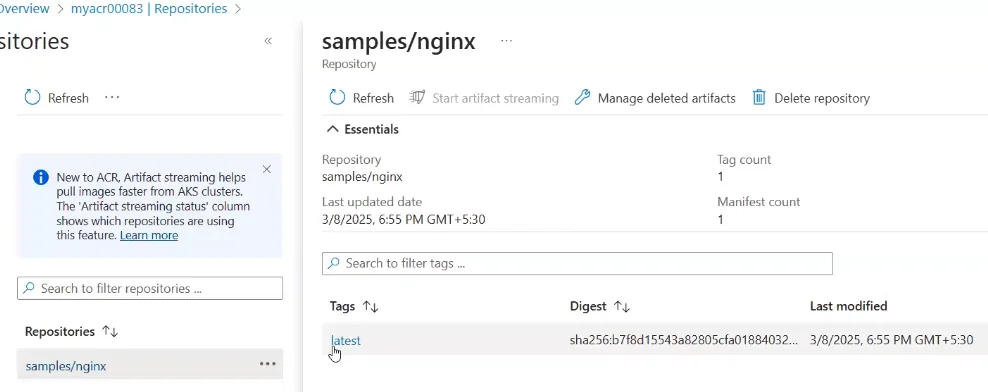 Overview > myacr00083 | Repositories >
sitories «
Refresh ...
New to ACR, Artifact streaming helps
pull images faster from AKS clusters.
The 'Artifact streaming status' column
shows which repositories are using
this feature. Learn more
Search to filter repositories ...
Repositories ↑↓
samples/nginx ...
samples/nginx ...
Repository
Refresh Start artifact streaming Manage deleted artifacts Delete repository
Essentials
Repository Tag count
samples/nginx 1
Last updated date Manifest count
3/8/2025, 6:55 PM GMT+5:30 1
Search to filter tags ...
Tags ↑↓ Digest ↑↓ Last modified
latest sha256:b7f8d15543a82805cfa01884032... 3/8/2025, 6:55 PM GMT+5:30